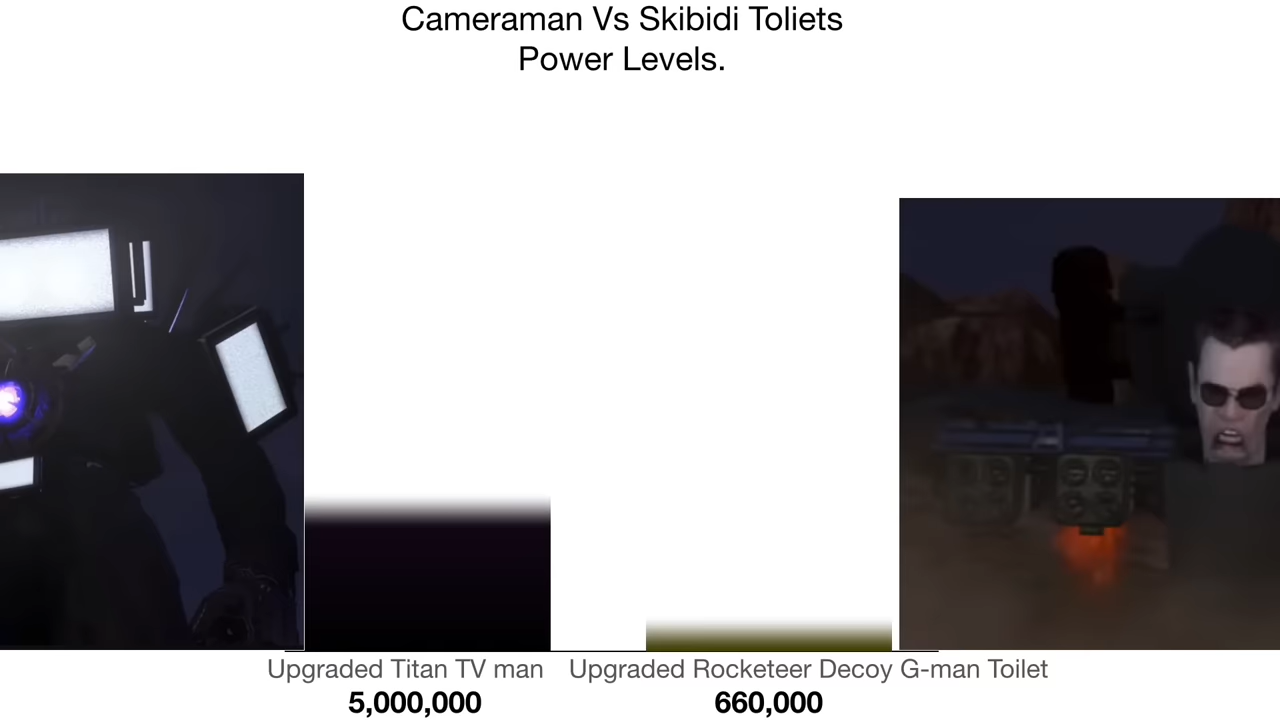 Cameraman Vs Skibidi Toliets
Power Levels.
Upgraded Titan TV man
Upgraded Rocketeer Decoy G-man Toilet
5,000,000
660,000